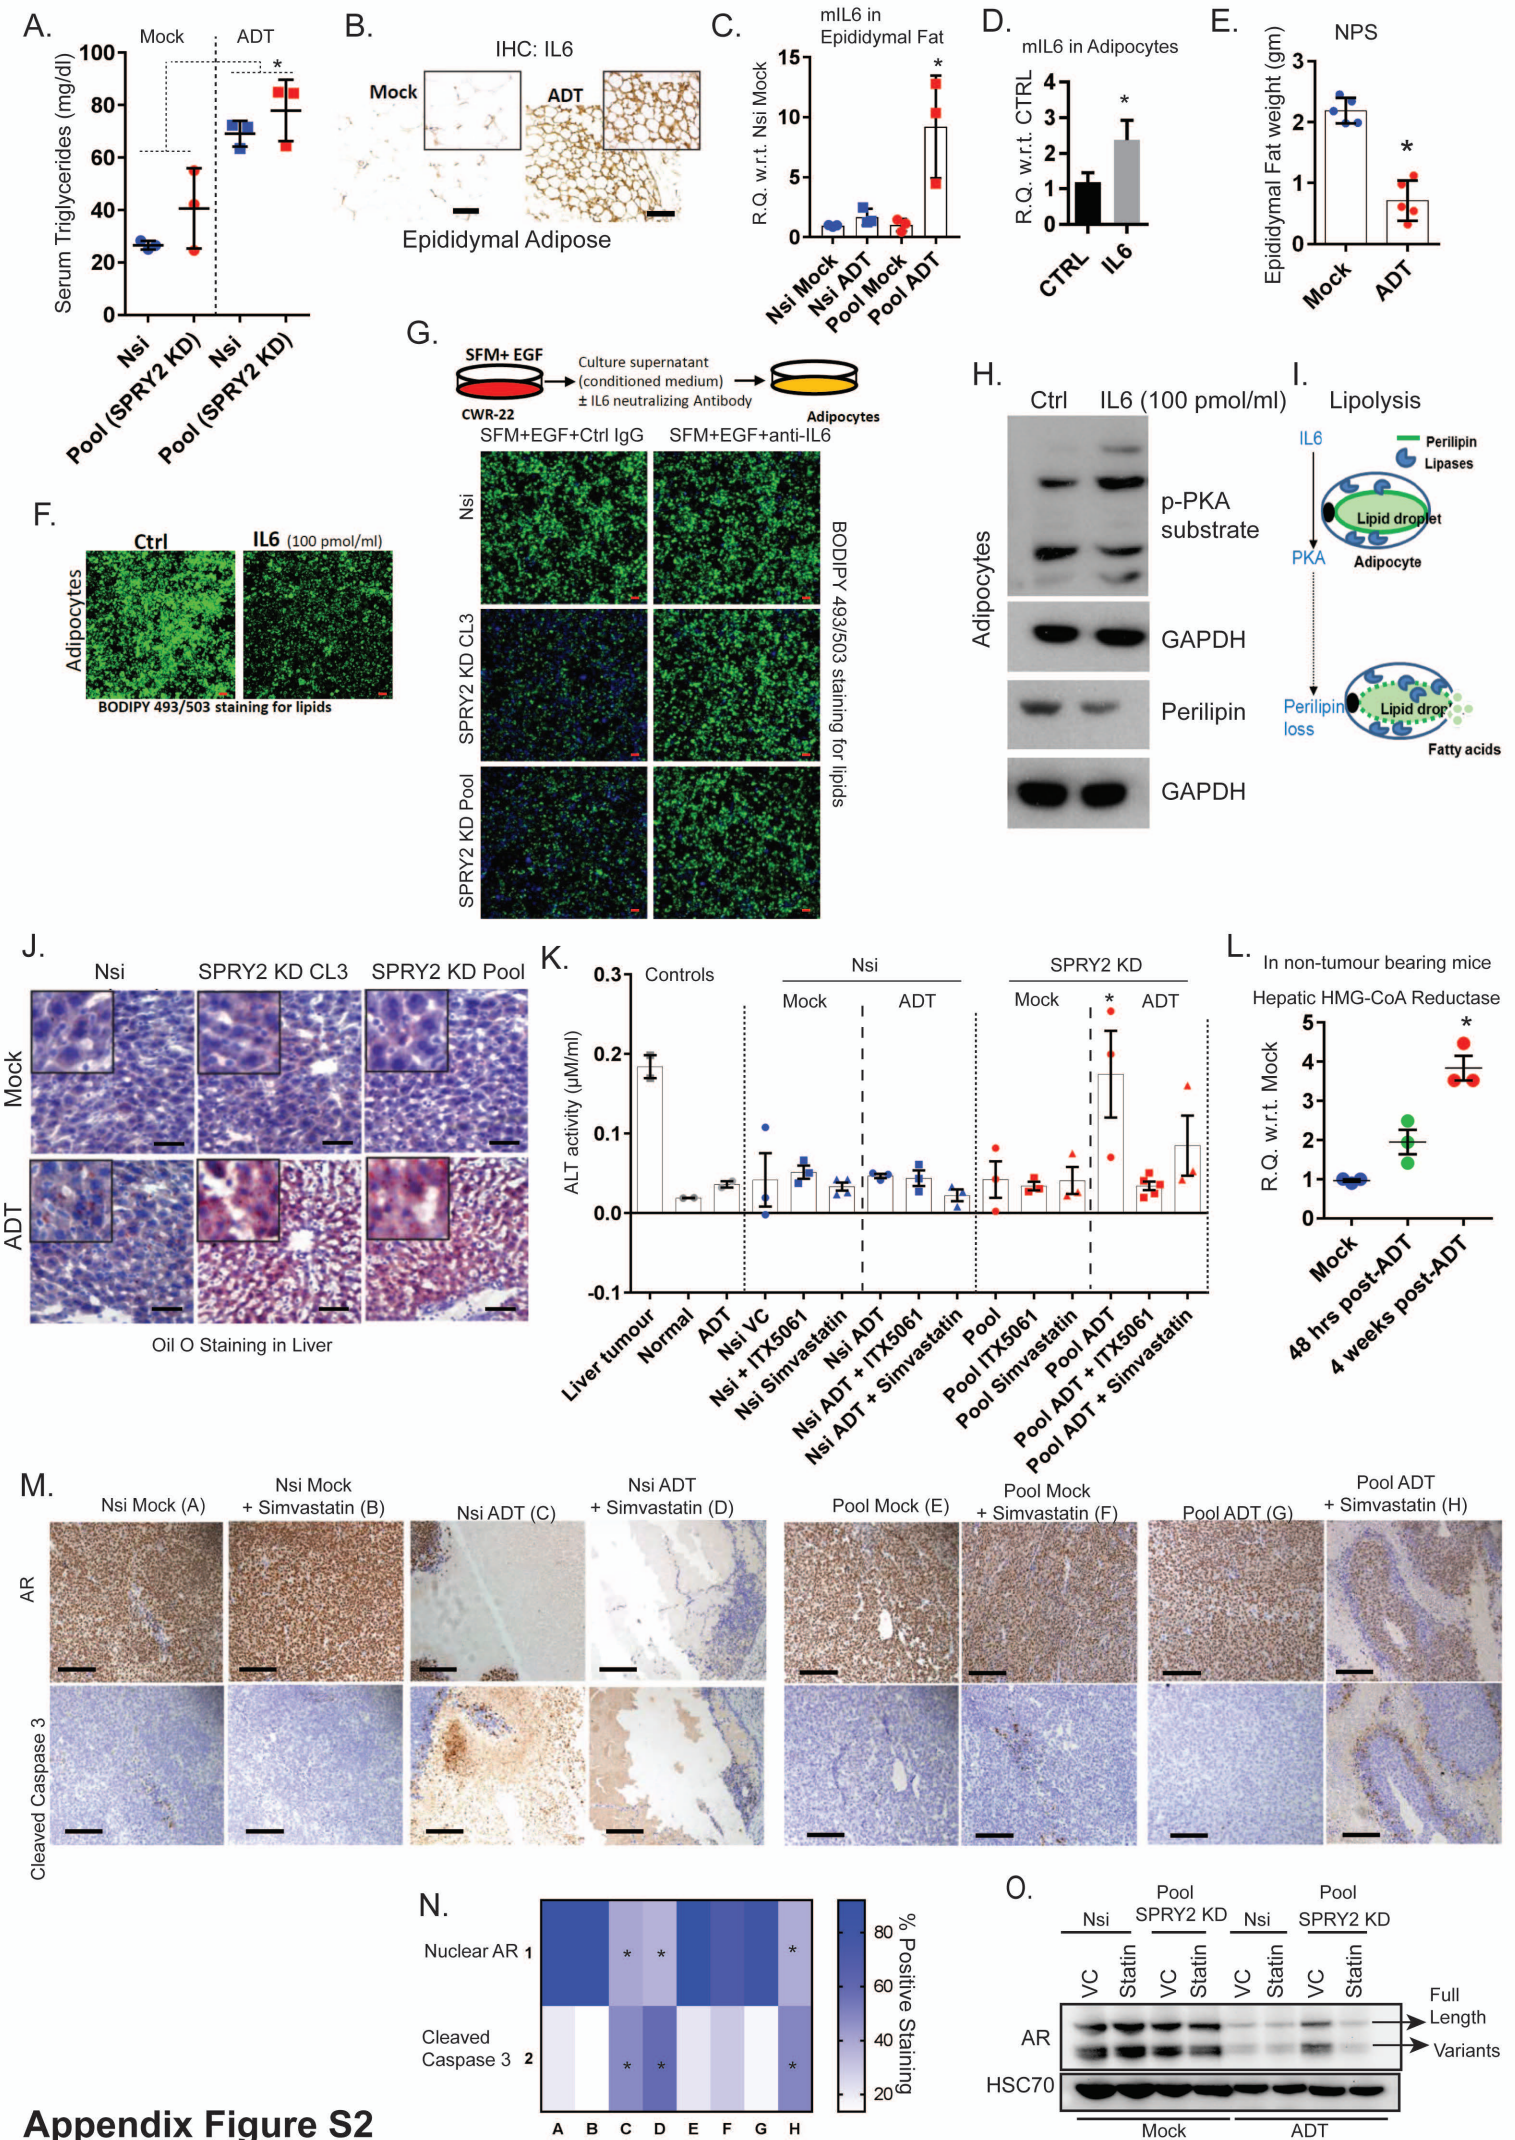 A.
Mock
ADT
*
Serum Triglycerides (mg/dl)
100
80
60
40
20
0
Nsi
Pool (SPRY2 KD)
Nsi
Pool (SPRY2 KD)
B.
IHC: IL6
Mock
ADT
Epididymal Adipose
C.
mIL6 in
Epididymal Fat
R.Q. w.r.t. Nsi Mock
15
10
5
0
*
Nsi Mock
Nsi ADT
Pool Mock
Pool ADT
D.
mIL6 in Adipocytes
R.Q. w.r.t. CTRL
4
3
2
1
0
*
CTRL
IL6
E.
NPS
Epididymal Fat weight (gm)
3
2
1
0
*
Mock
ADT
F.
Ctrl
IL6 (100 pmol/ml)
Adipocytes
BODIPY 493/503 staining for lipids
G.
SFM+ EGF
CWR-22
Culture supernatant
(conditioned medium)
± IL6 neutralizing Antibody
Adipocytes
SFM+EGF+Ctrl IgG
SFM+EGF+anti-IL6
Nsi
SPRY2 KD CL3
SPRY2 KD Pool
BODIPY 493/503 staining for lipids
H.
Ctrl
IL6 (100 pmol/ml)
Adipocytes
p-PKA
substrate
GAPDH
Perilipin
GAPDH
I.
Lipolysis
IL6
Perilipin
Lipases
Lipid droplet
PKA
Adipocyte
Perilipin
loss
Lipid drop
Fatty acids
J.
Nsi
SPRY2 KD CL3
SPRY2 KD Pool
Mock
ADT
Oil O Staining in Liver
K.
Controls
Nsi
SPRY2 KD
Mock
ADT
Mock
ADT
*
ALT activity (µM/ml)
0.3
0.2
0.1
0.0
-0.1
Liver tumour
Normal
ADT
Nsi VC
Nsi + ITX5061
Nsi Simvastatin
Nsi ADT
Nsi ADT + ITX5061
Nsi ADT + Simvastatin
Pool
Pool ITX5061
Pool Simvastatin
Pool ADT
Pool ADT + ITX5061
Pool ADT + Simvastatin
L.
In non-tumour bearing mice
Hepatic HMG-CoA Reductase
R.Q. w.r.t. Mock
5
4
3
2
1
0
*
Mock
48 hrs post-ADT
4 weeks post-ADT
M.
Nsi Mock (A)
Nsi Mock
+ Simvastatin (B)
Nsi ADT (C)
Nsi ADT
+ Simvastatin (D)
Pool Mock (E)
Pool Mock
+ Simvastatin (F)
Pool ADT (G)
Pool ADT
+ Simvastatin (H)
AR
Cleaved Caspase 3
N.
Nuclear AR 1
* * *
Cleaved
Caspase 3 2
* * *
A B C D E F G H
80
60
40
20
% Positive Staining
O.
Nsi
Pool
SPRY2 KD
Nsi
Pool
SPRY2 KD
VC
Statin
VC
Statin
VC
Statin
VC
Statin
AR
HSC70
Full
Length
Variants
Mock
ADT
Appendix Figure S2